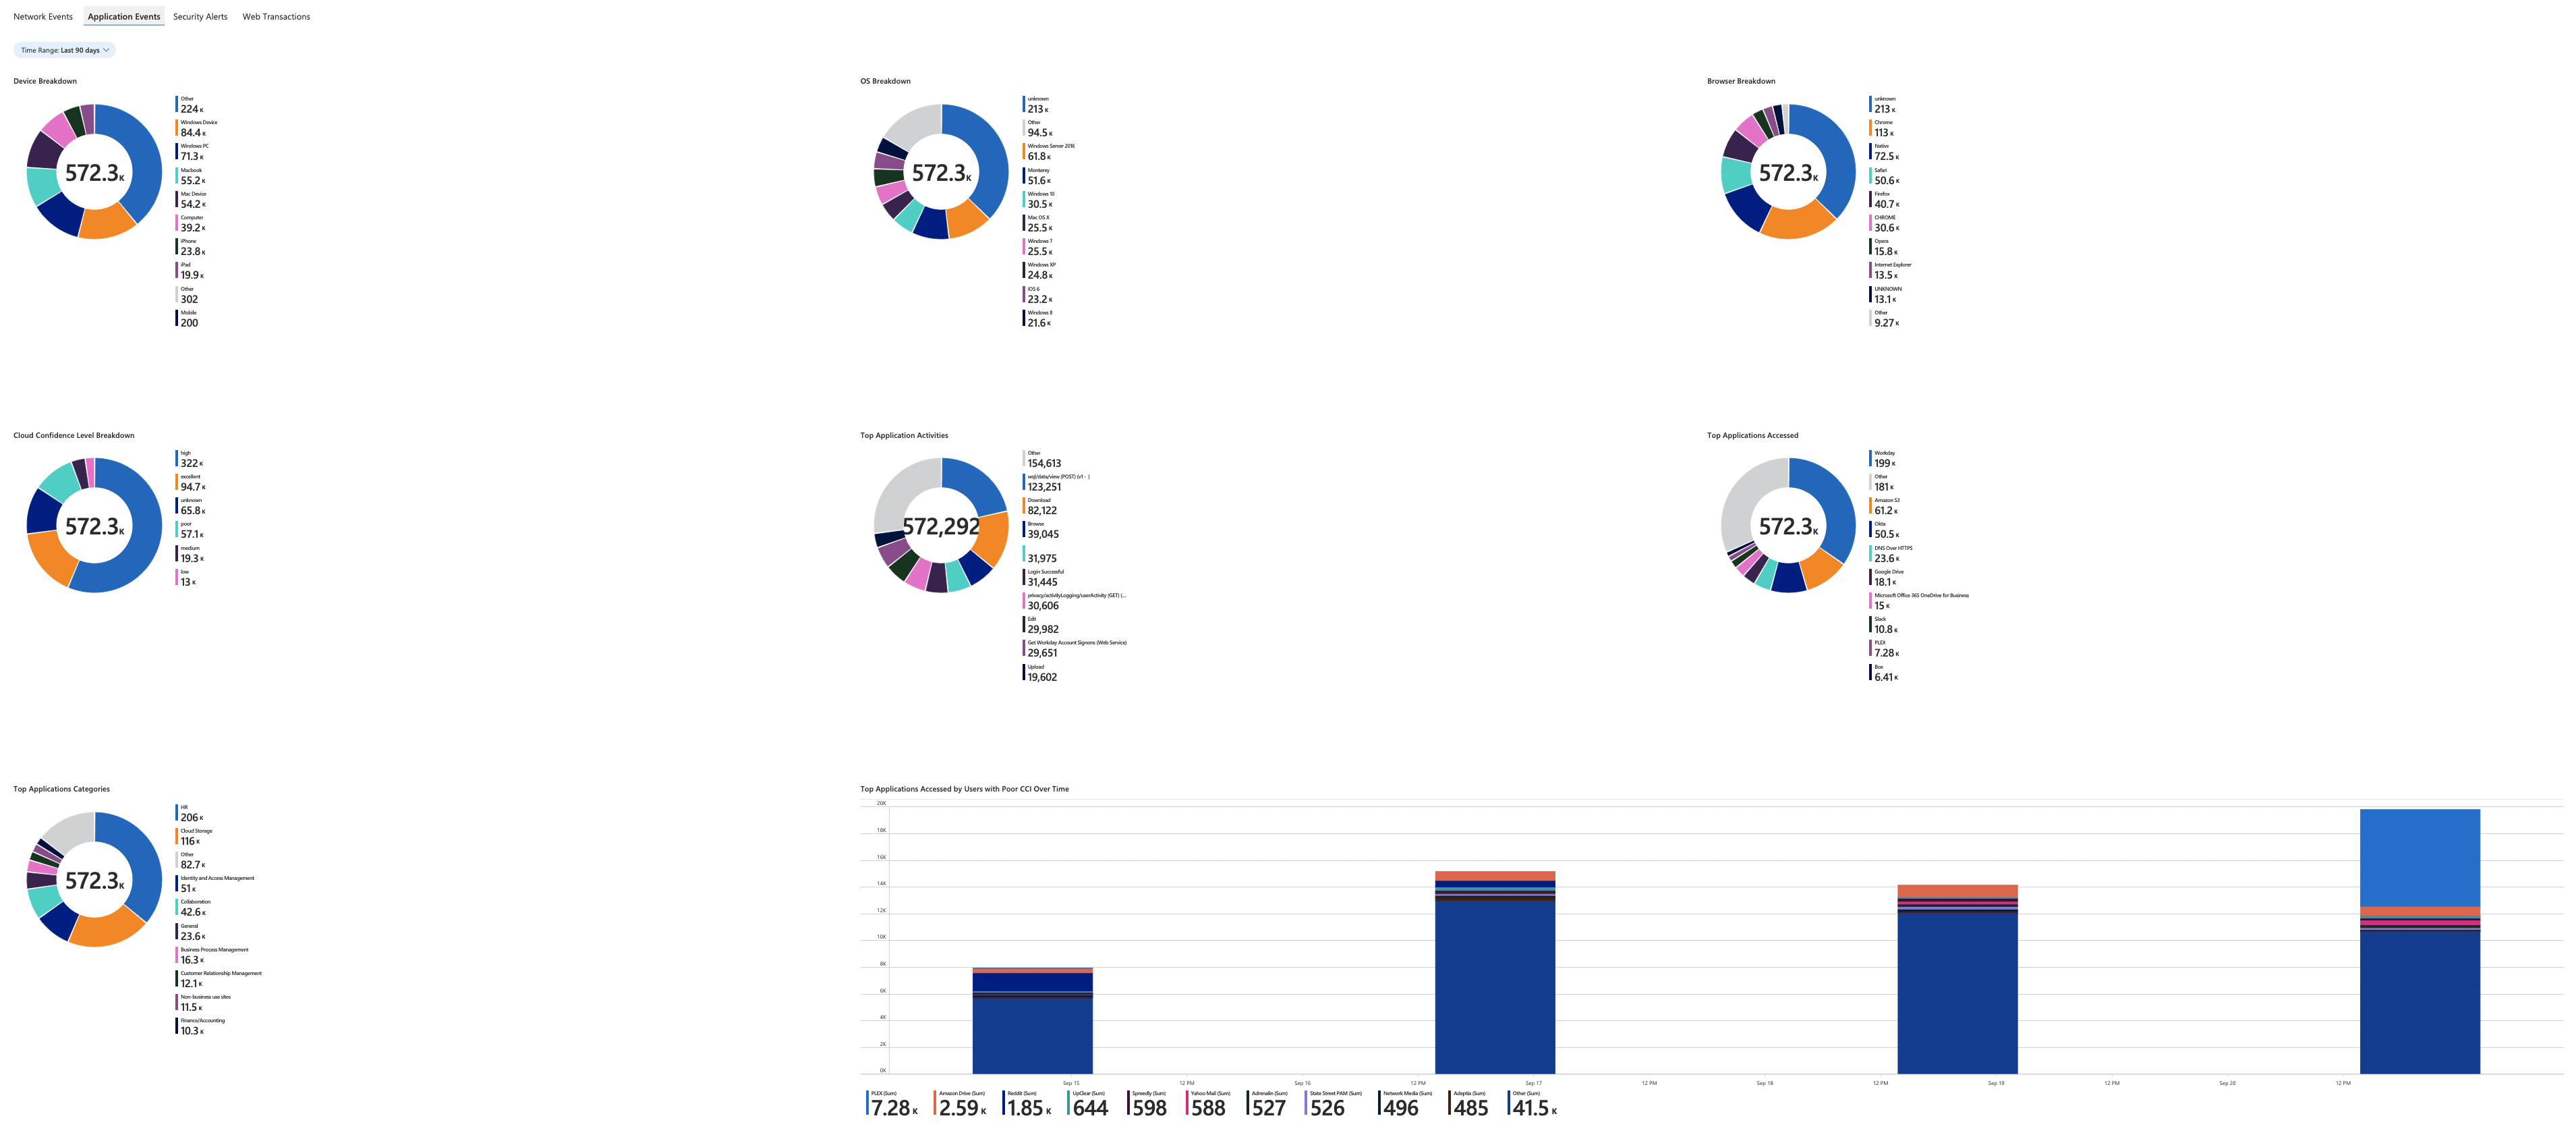 Network Events
Application Events
Security Alerts
Web Transactions
Time Range: Last 90 days
Device Breakdown
572.3K
Other
224 K
Windows Device
84.4 K
Windows PC
71.3 K
Macbook
55.2 K
Mac Device
54.2 K
Computer
39.2 K
iPhone
23.8 K
iPad
19.9 K
Other
302
Mobile
200
OS Breakdown
572.3K
unknown
213 K
Other
94.5 K
Windows Server 2016
61.8 K
Monterey
51.6 K
Windows 10
30.5 K
Mac OS X
25.5 K
Windows 7
25.5 K
Windows XP
24.8 K
iOS 6
23.2 K
Windows 8
21.6 K
Browser Breakdown
572.3K
unknown
213 K
Chrome
113 K
Native
72.5 K
Safari
50.6 K
Firefox
40.7 K
CHROME
30.6 K
Opera
15.8 K
Internet Explorer
13.5 K
UNKNOWN
13.1 K
Other
9.27 K
Cloud Confidence Level Breakdown
572.3K
high
322 K
excellent
94.7 K
unknown
65.8 K
poor
57.1 K
medium
19.3 K
low
13 K
Top Application Activities
572,292
Other
154,613
wql/data/view (POST) (v1 - )
123,251
Download
82,122
Browse
39,045
31,975
Login Successful
31,445
privacy/activityLogging/userActivity (GET) (...
30,606
Edit
29,982
Get Workday Account Signons (Web Service)
29,651
Upload
19,602
Top Applications Accessed
572.3K
Workday
199 K
Other
181 K
Amazon S3
61.2 K
Okta
50.5 K
DNS Over HTTPS
23.6 K
Google Drive
18.1 K
Microsoft Office 365 OneDrive for Business
15 K
Slack
10.8 K
PLEX
7.28 K
Box
6.41 K
Top Applications Categories
572.3K
HR
206 K
Cloud Storage
116 K
Other
82.7 K
Identity and Access Management
51 K
Collaboration
42.6 K
General
23.6 K
Business Process Management
16.3 K
Customer Relationship Management
12.1 K
Non-business use sites
11.5 K
Finance/Accounting
10.3 K
Top Applications Accessed by Users with Poor CCI Over Time
20K
18K
16K
14K
12K
10K
8K
6K
4K
2K
0K
Sep 15
12 PM
Sep 16
12 PM
Sep 17
12 PM
Sep 18
12 PM
Sep 19
12 PM
Sep 20
12 PM
PLEX (Sum)
7.28 K
Amazon Drive (Sum)
2.59 K
Reddit (Sum)
1.85 K
UpClear (Sum)
644
Spreedly (Sum)
598
Yahoo Mail (Sum)
588
Adrenalin (Sum)
527
State Street PAM (Sum)
526
Network Media (Sum)
496
Adeptia (Sum)
485
Other (Sum)
41.5 K